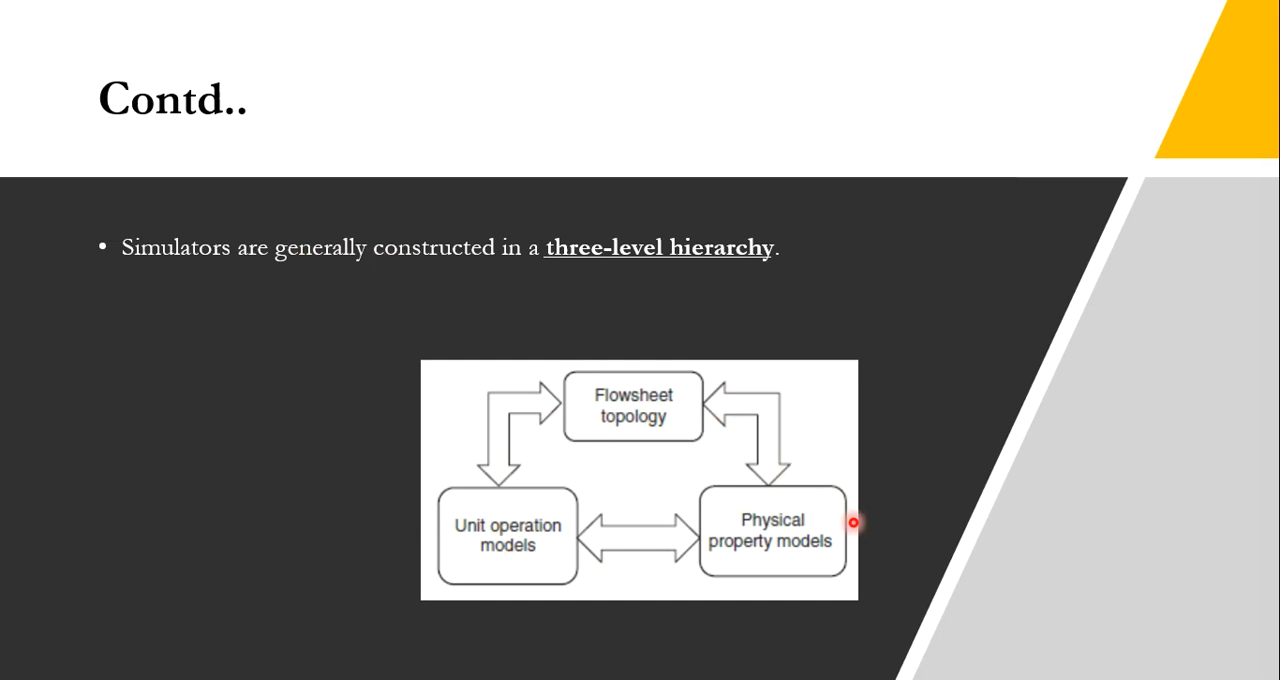 Contd..
• Simulators are generally constructed in a three-level hierarchy.
Flowsheet
topology
Unit operation
models
Physical
property models